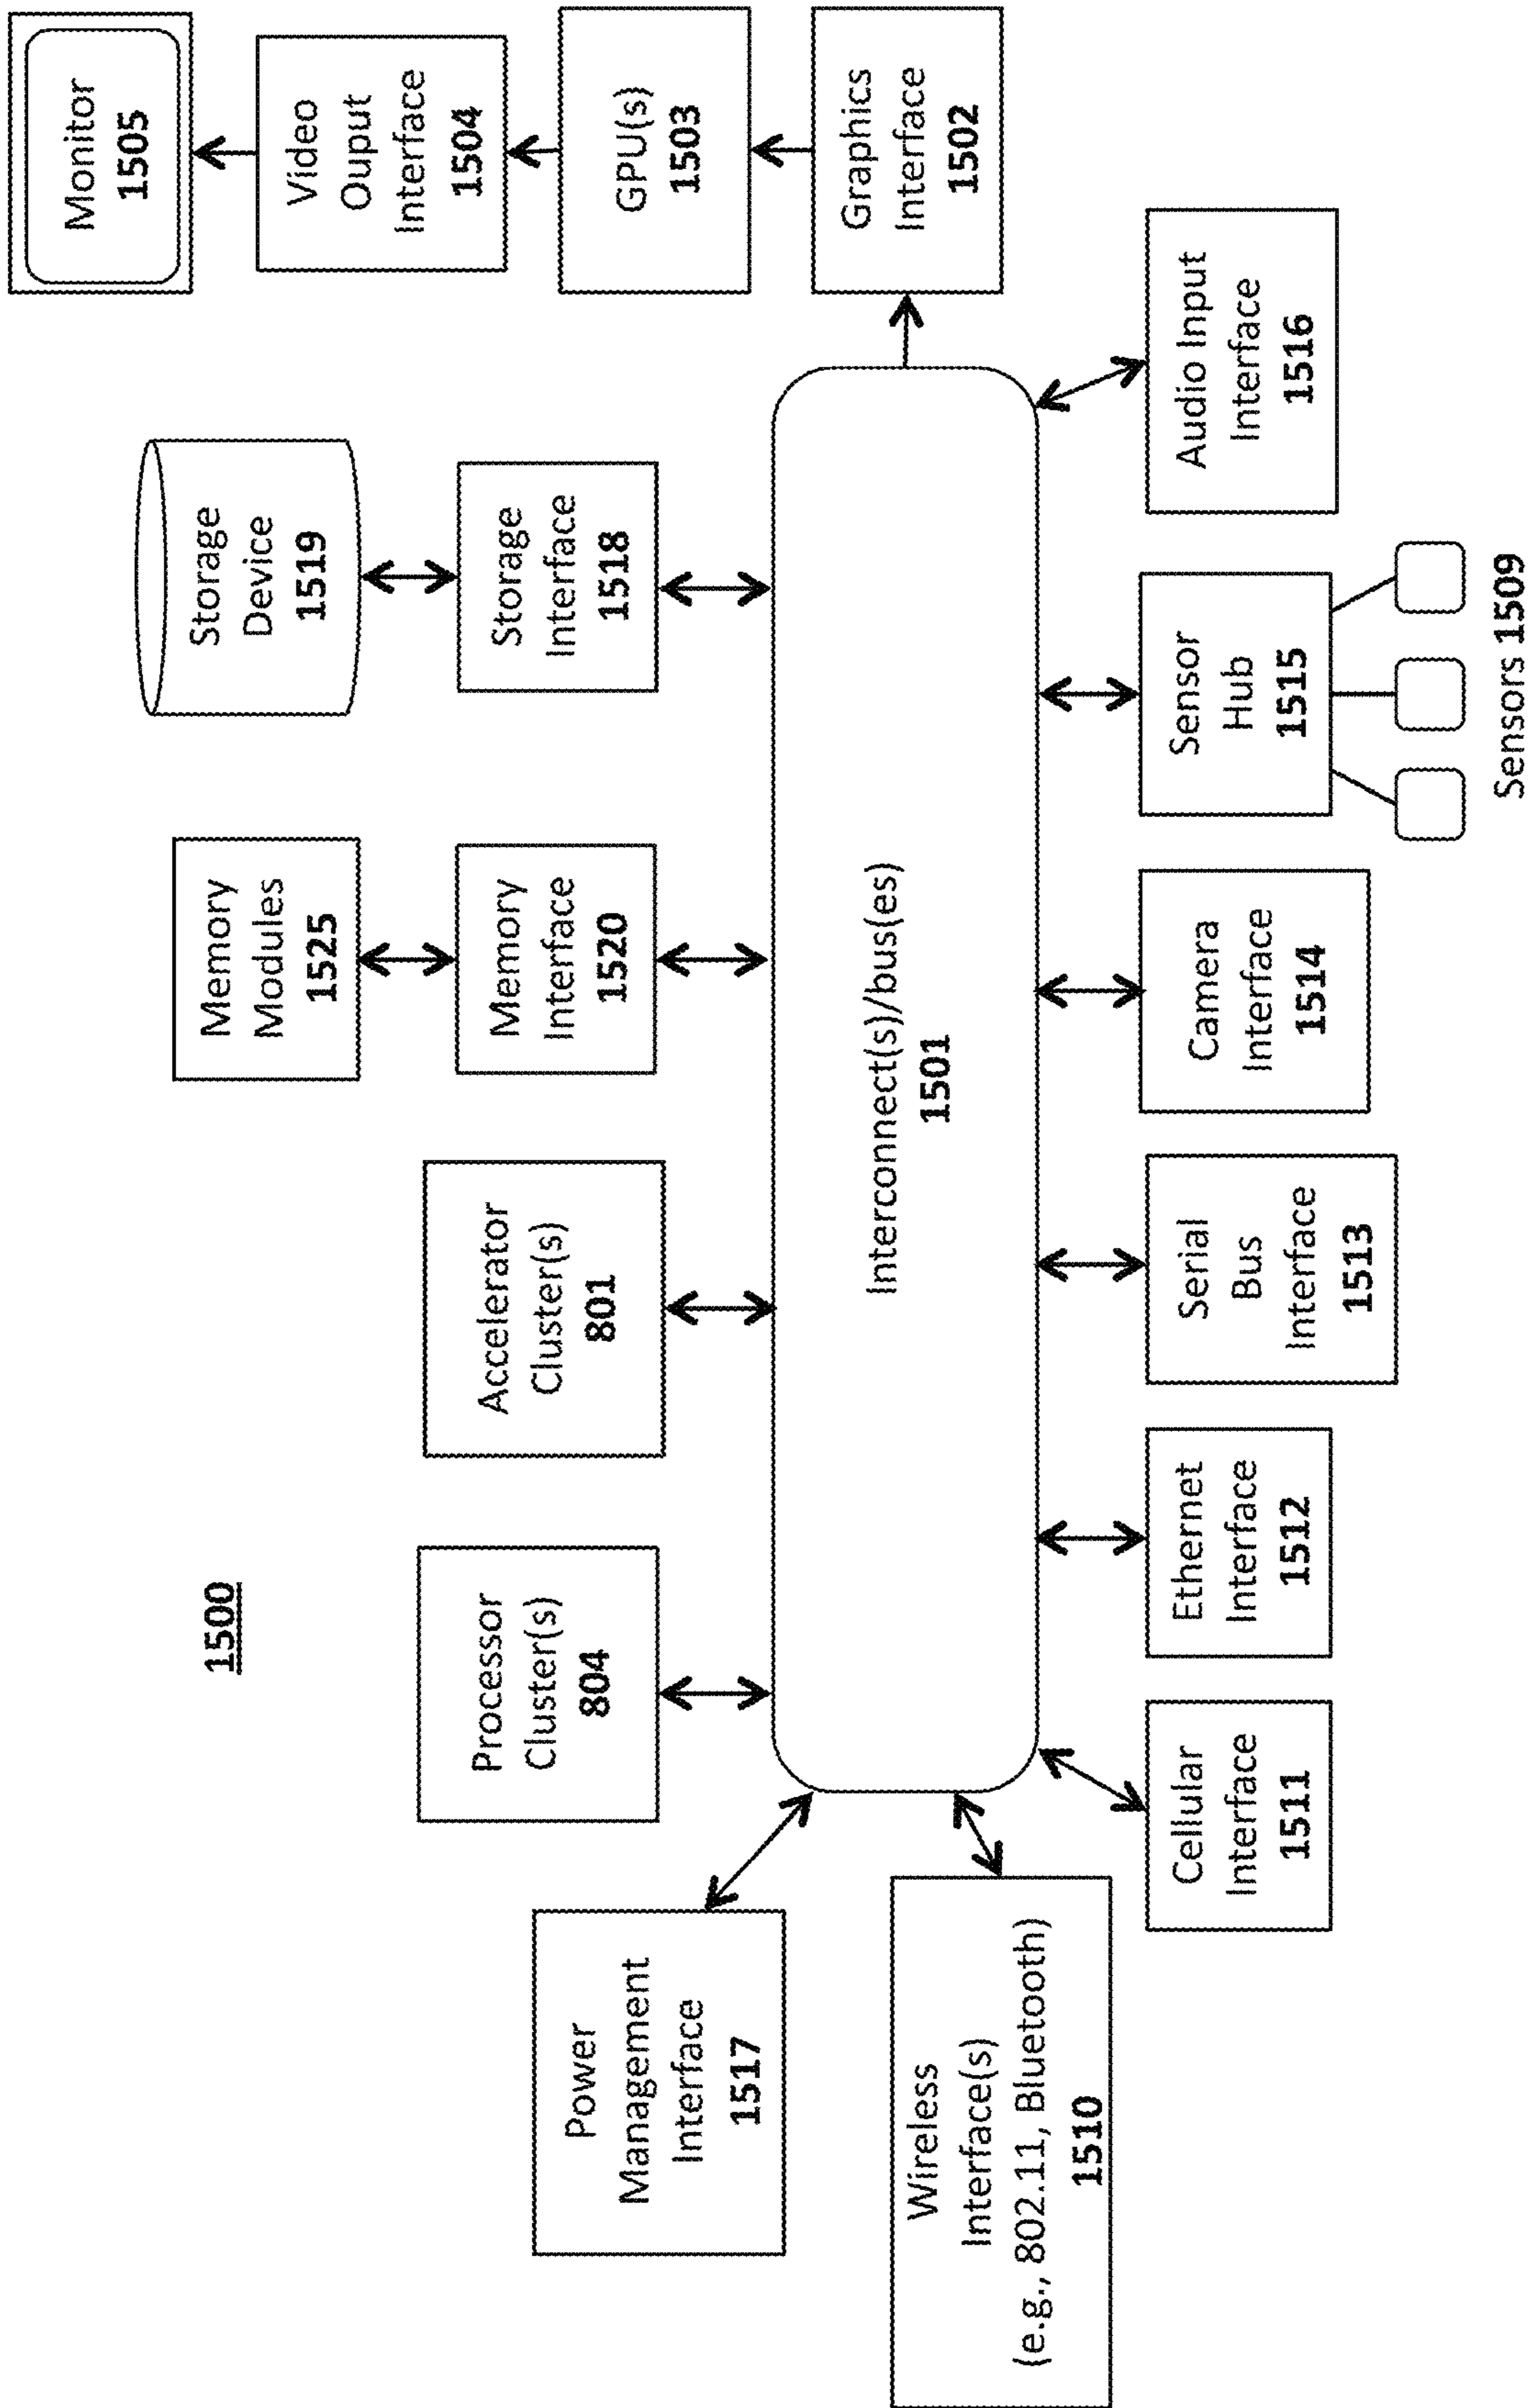 1500
Power
Management
Interface
1517
Processor
Cluster(s)
804
Accelerator
Cluster(s)
801
Memory
Modules
1525
Memory
Interface
1520
Storage
Device
1519
Storage
Interface
1518
Monitor
1505
Video
Ouput
Interface
1504
GPU(s)
1503
Graphics
Interface
1502
Interconnect(s)/bus(es)
1501
Wireless
Interface(s)
(e.g., 802.11, Bluetooth)
1510
Cellular
Interface
1511
Ethernet
Interface
1512
Serial
Bus
Interface
1513
Camera
Interface
1514
Sensor
Hub
1515
Sensors 1509
Audio Input
Interface
1516